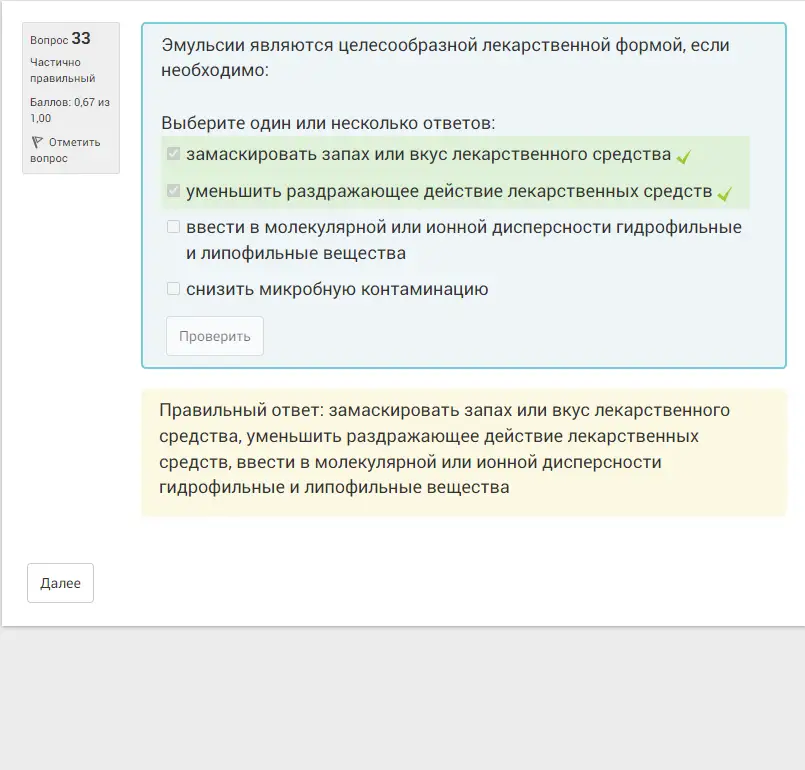 Вопрос 33
Частично
правильный
Баллов: 0,67 из
1,00
Отметить
вопрос
Эмульсии являются целесообразной лекарственной формой, если
необходимо:
Выберите один или несколько ответов:
замаскировать запах или вкус лекарственного средства
уменьшить раздражающее действие лекарственных средств
ввести в молекулярной или ионной дисперсности гидрофильные
и липофильные вещества
снизить микробную контаминацию
Проверить
Правильный ответ: замаскировать запах или вкус лекарственного
средства, уменьшить раздражающее действие лекарственных
средств, ввести в молекулярной или ионной дисперсности
гидрофильные и липофильные вещества
Далее